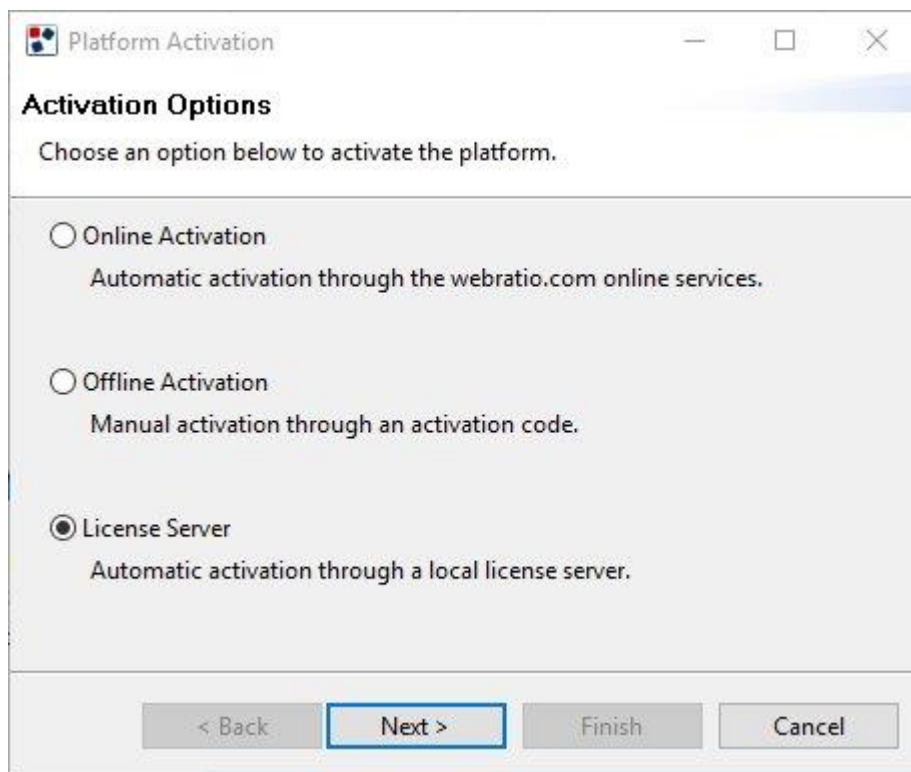 Platform Activation
Activation Options
Choose an option below to activate the platform.
Online Activation
Automatic activation through the webratio.com online services.
Offline Activation
Manual activation through an activation code.
License Server
Automatic activation through a local license server.
< Back Next > Finish Cancel